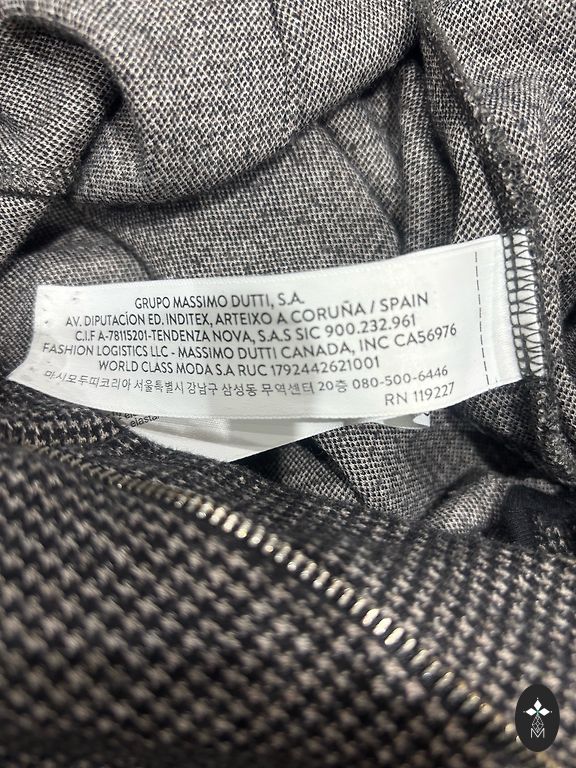 GRUPO MASSIMO DUTTI, S.A.
AV. DIPUTACÍON ED. INDITEX, ARTEIXO A CORUÑA / SPAIN
C.I.F A-78115201-TENDENZA NOVA, S.A.S SIC 900.232.961
FASHION LOGISTICS LLC - MASSIMO DUTTI CANADA, INC CA56976
WORLD CLASS MODA S.A RUC 1792442621001
마시모두띠코리아 서울특별시 강남구 삼성동 무역센터 20층 080-500-6446
RN 119227
M